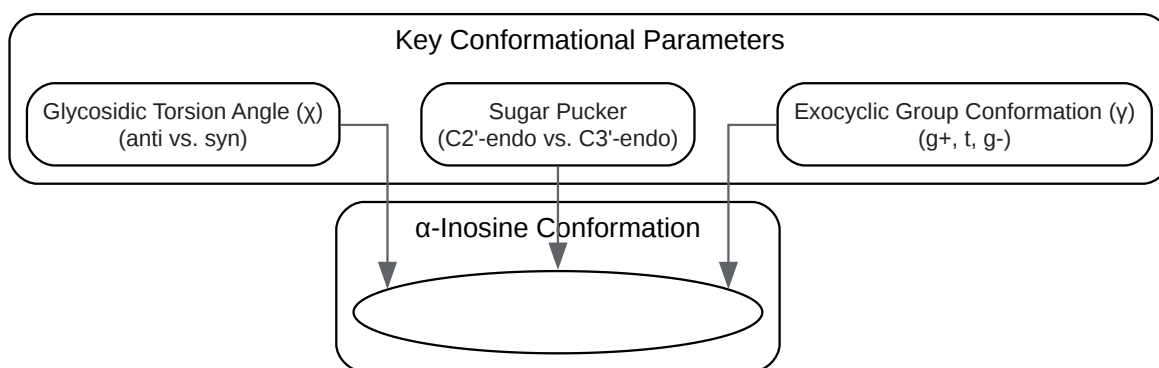 Key Conformational Parameters
Glycosidic Torsion Angle (χ)
(anti vs. syn)
Sugar Pucker
(C2'-endo vs. C3'-endo)
Exocyclic Group Conformation (γ)
(g+, t, g-)
α-Inosine Conformation